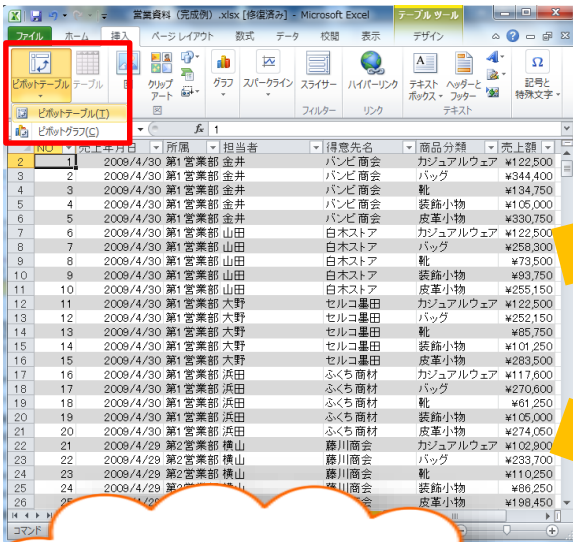 営業資料（完成例）.xlsx [修復済み] - Microsoft Excel テーブル ツール
ファイル ホーム 挿入 ページ レイアウト 数式 データ 校閲 表示 デザイン
ピボットテーブル テーブル 図 クリップアート グラフ スパークライン スライサー ハイパーリンク テキストボックス ヘッダーとフッター 記号と特殊文字
図 フィルター リンク テキスト
ピボットテーブル(T)
ピボットグラフ(C)
fx 1
NO 売上年月日 所属 担当者 得意先名 商品分類 売上額
2 1 2009/4/30 第1営業部 金井 バンビ商会 カジュアルウェア ¥122,500
3 2 2009/4/30 第1営業部 金井 バンビ商会 バッグ ¥344,400
4 3 2009/4/30 第1営業部 金井 バンビ商会 靴 ¥134,750
5 4 2009/4/30 第1営業部 金井 バンビ商会 装飾小物 ¥105,000
6 5 2009/4/30 第1営業部 金井 バンビ商会 皮革小物 ¥330,750
7 6 2009/4/30 第1営業部 山田 白木ストア カジュアルウェア ¥122,500
8 7 2009/4/30 第1営業部 山田 白木ストア バッグ ¥258,300
9 8 2009/4/30 第1営業部 山田 白木ストア 靴 ¥73,500
10 9 2009/4/30 第1営業部 山田 白木ストア 装飾小物 ¥93,750
11 10 2009/4/30 第1営業部 山田 白木ストア 皮革小物 ¥255,150
12 11 2009/4/30 第1営業部 大野 セルコ墨田 カジュアルウェア ¥122,500
13 12 2009/4/30 第1営業部 大野 セルコ墨田 バッグ ¥252,150
14 13 2009/4/30 第1営業部 大野 セルコ墨田 靴 ¥85,750
15 14 2009/4/30 第1営業部 大野 セルコ墨田 装飾小物 ¥101,250
16 15 2009/4/30 第1営業部 大野 セルコ墨田 皮革小物 ¥283,500
17 16 2009/4/30 第1営業部 浜田 ふくち商材 カジュアルウェア ¥117,600
18 17 2009/4/30 第1営業部 浜田 ふくち商材 バッグ ¥270,600
19 18 2009/4/30 第1営業部 浜田 ふくち商材 靴 ¥61,250
20 19 2009/4/30 第1営業部 浜田 ふくち商材 装飾小物 ¥105,000
21 20 2009/4/30 第1営業部 浜田 ふくち商材 皮革小物 ¥274,050
22 21 2009/4/29 第2営業部 横山 藤川商会 カジュアルウェア ¥102,900
23 22 2009/4/29 第2営業部 横山 藤川商会 バッグ ¥233,700
24 23 2009/4/29 第2営業部 横山 藤川商会 靴 ¥110,250
25 24 2009/4/29 横山 藤川商会 装飾小物 ¥86,250
26 皮革小物 ¥198,450
コマンド